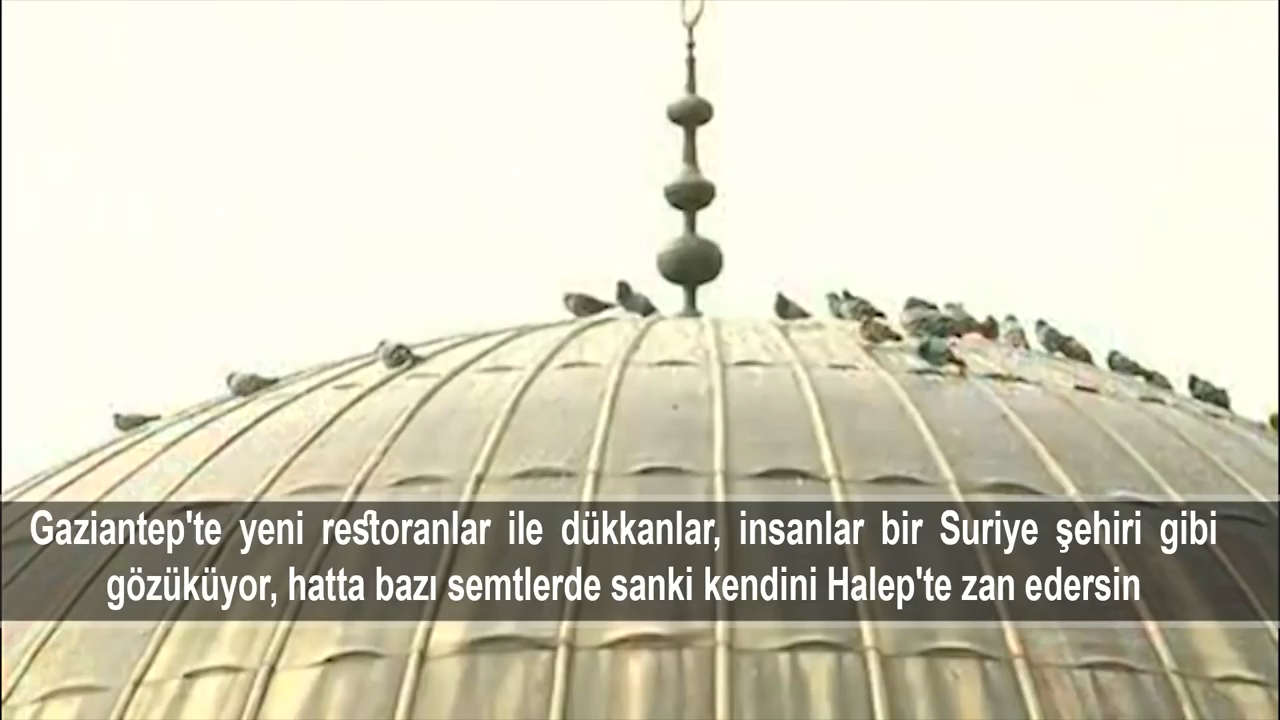 Gaziantep'te yeni restoranlar ile dükkanlar, insanlar bir Suriye şehiri gibi
gözüküyor, hatta bazı semtlerde sanki kendini Halep'te zan edersin